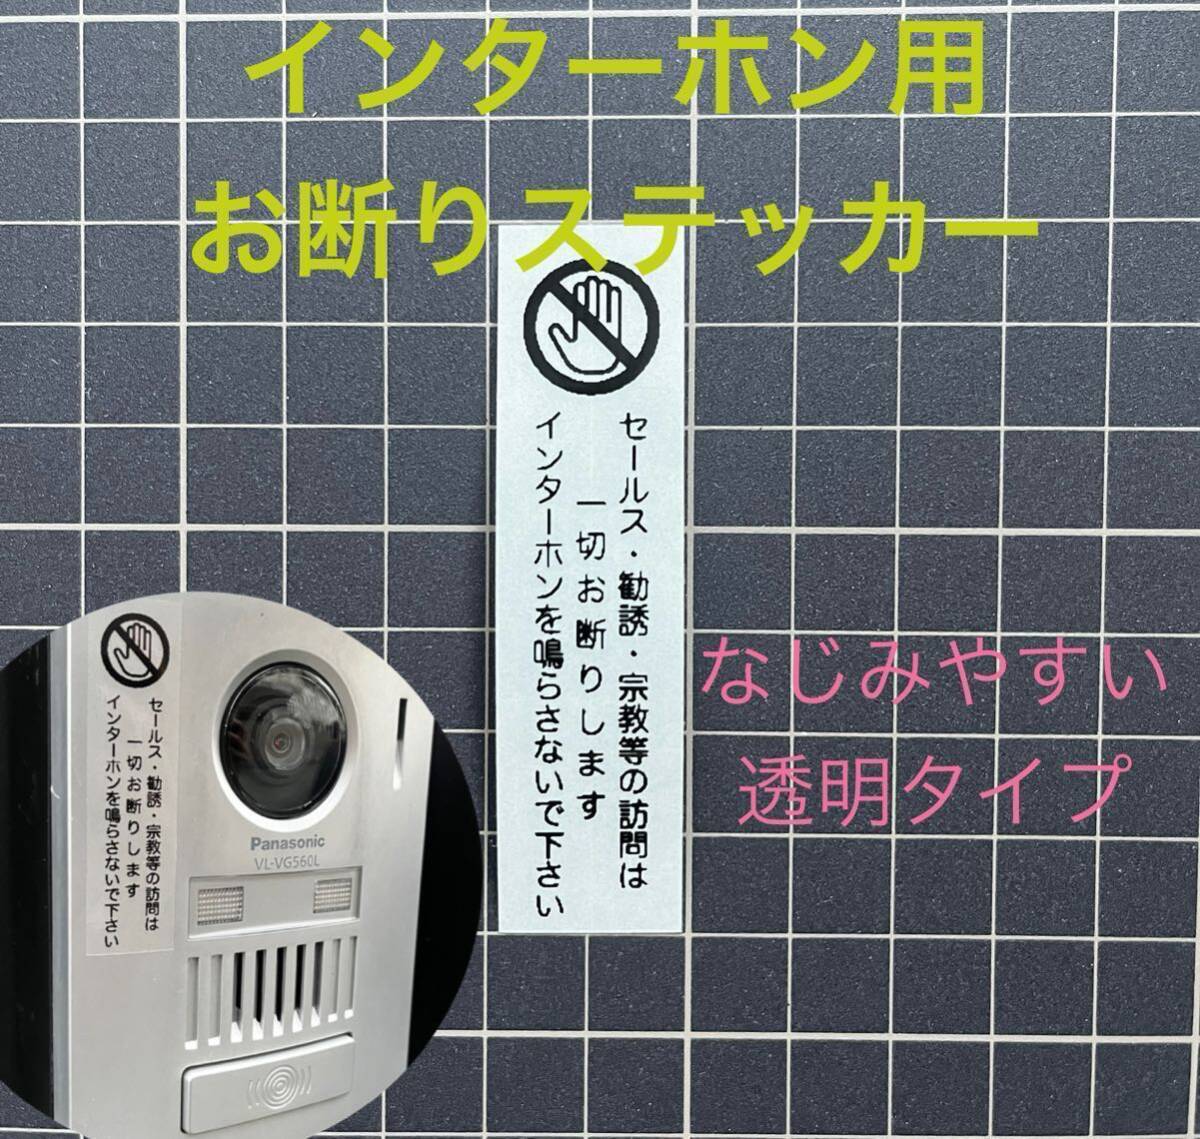 インターホン用
お断りステッカー
セールス・勧誘・宗教等の訪問は
一切お断りします
インターホンを鳴らさないで下さい
なじみやすい
透明タイプ
セールス・勧誘・宗教等の訪問は
一切お断りします
インターホンを鳴らさないで下さい
Panasonic
VL-VG560L